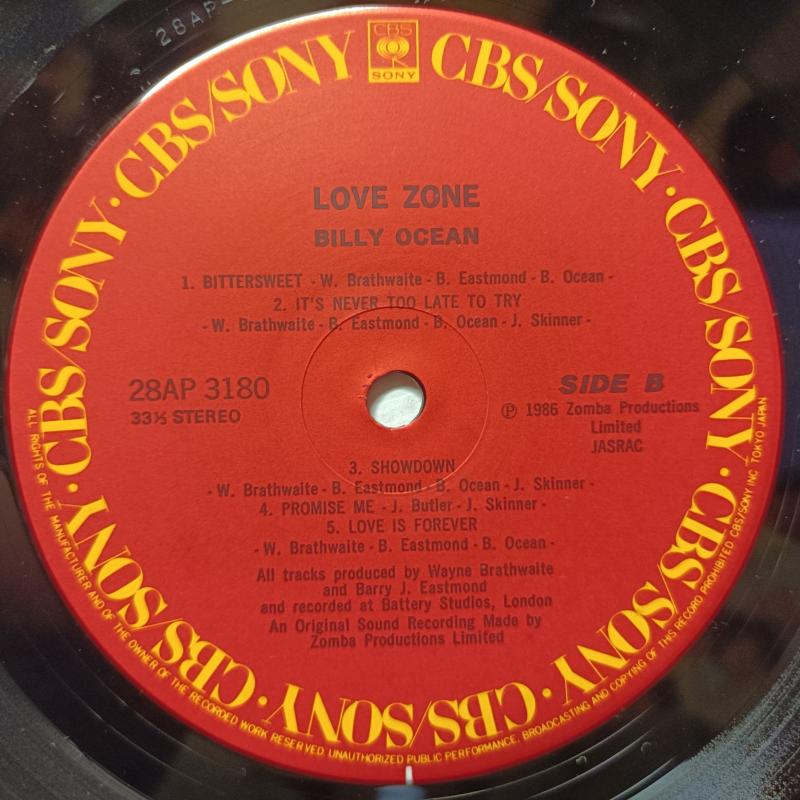 28AP-
CBS
SONY
CBS/SONY · CBS/SONY · CBS/SONY · CBS/SONY · CBS/SONY · CBS/SONY · CBS/SONY · CBS/SONY
LOVE ZONE
BILLY OCEAN
1. BITTERSWEET - W. Brathwaite - B. Eastmond - B. Ocean -
2. IT'S NEVER TOO LATE TO TRY
- W. Brathwaite - B. Eastmond - B. Ocean - J. Skinner -
28AP 3180
33⅓ STEREO
SIDE B
Ⓟ 1986 Zomba Productions
Limited
JASRAC
3. SHOWDOWN
- W. Brathwaite - B. Eastmond - B. Ocean - J. Skinner -
4. PROMISE ME - J. Butler - J. Skinner -
5. LOVE IS FOREVER
- W. Brathwaite - B. Eastmond - B. Ocean -
All tracks produced by Wayne Brathwaite
and Barry J. Eastmond
and recorded at Battery Studios, London
An Original Sound Recording Made by
Zomba Productions Limited
ALL RIGHTS OF THE MANUFACTURER AND OF THE OWNER OF THE RECORDED WORK RESERVED. UNAUTHORIZED PUBLIC PERFORMANCE, BROADCASTING AND COPYING OF THIS RECORD PROHIBITED CBS/SONY INC. TOKYO JAPAN